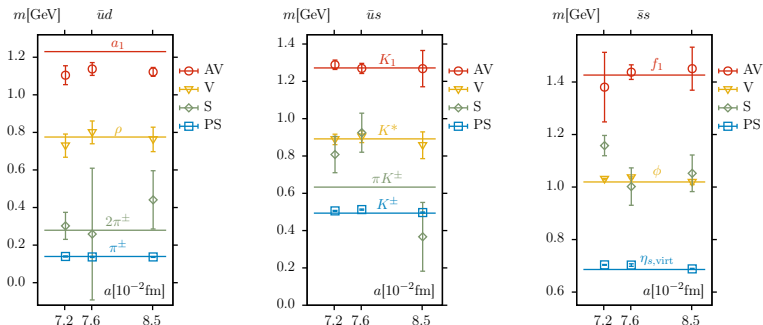 m[GeV] ūd
1.2
1.0
0.8
0.6
0.4
0.2
0.0
a₁
ρ
2π±
π±
a[10⁻²fm]
7.2 7.6 8.5
AV
V
S
PS
m[GeV] ūs
1.4
1.2
1.0
0.8
0.6
0.4
0.2
0.0
K₁
K*
πK±
K±
a[10⁻²fm]
7.2 7.6 8.5
AV
V
S
PS
m[GeV] s̄s
1.4
1.2
1.0
0.8
0.6
f₁
ϕ
ηs,virt
a[10⁻²fm]
7.2 7.6 8.5
AV
V
S
PS